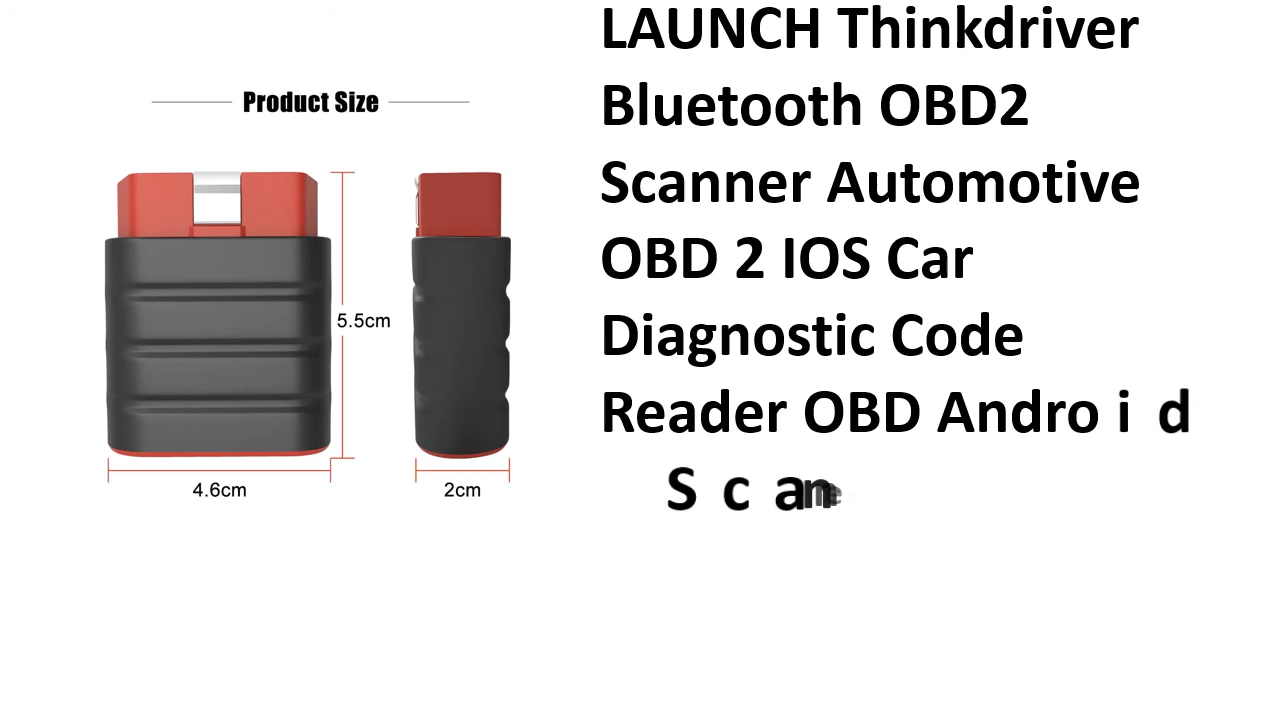 Product Size
5.5cm
4.6cm
2cm
LAUNCH Thinkdriver
Bluetooth OBD2
Scanner Automotive
OBD 2 IOS Car
Diagnostic Code
Reader OBD Android